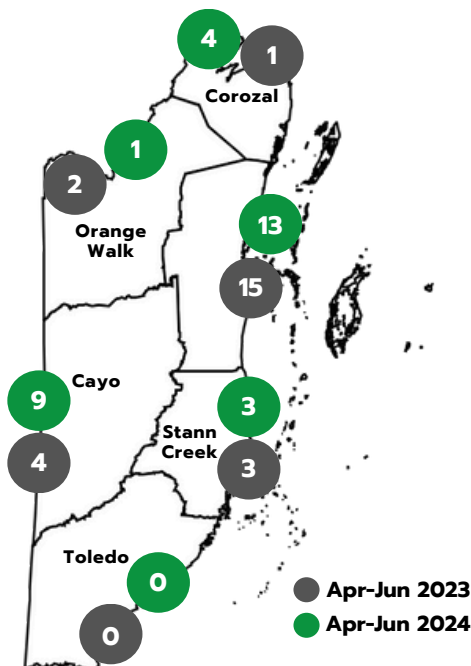 4
1
Corozal
1
2
Orange
Walk
13
15
Cayo
9
4
3
Stann
Creek
3
Toledo
0
0
Apr-Jun 2023
Apr-Jun 2024